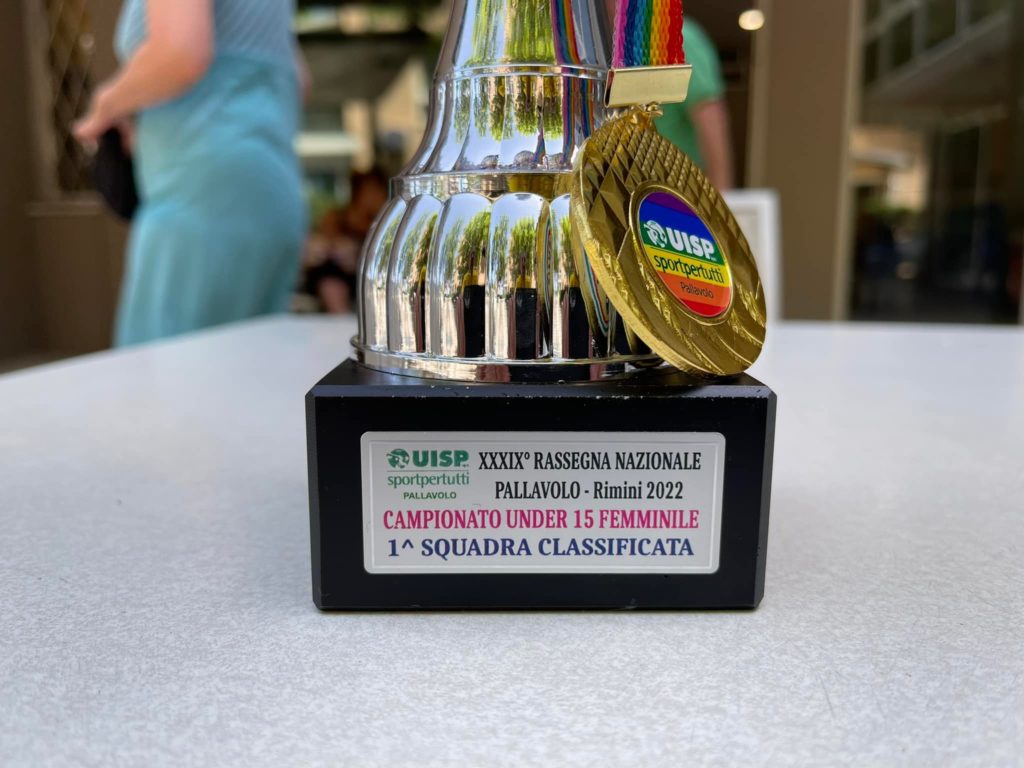 UISP
sportpertutti
Pallavolo
UISP
sportpertutti
PALLAVOLO
XXXIX° RASSEGNA NAZIONALE
PALLAVOLO - Rimini 2022
CAMPIONATO UNDER 15 FEMMINILE
1^ SQUADRA CLASSIFICATA